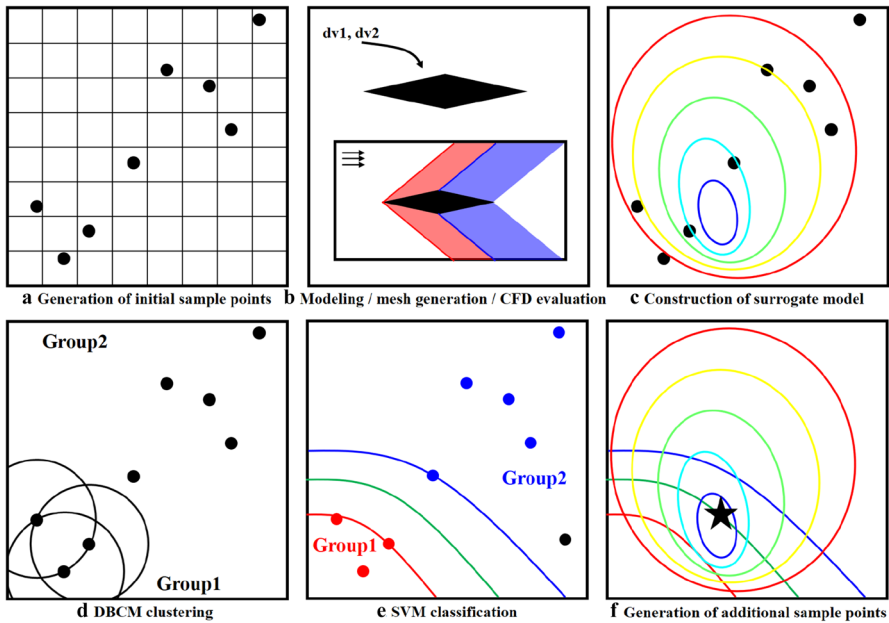 dv1, dv2
a Generation of initial sample points
b Modeling / mesh generation / CFD evaluation
c Construction of surrogate model
Group2
Group1
d DBCM clustering
Group2
Group1
e SVM classification
f Generation of additional sample points